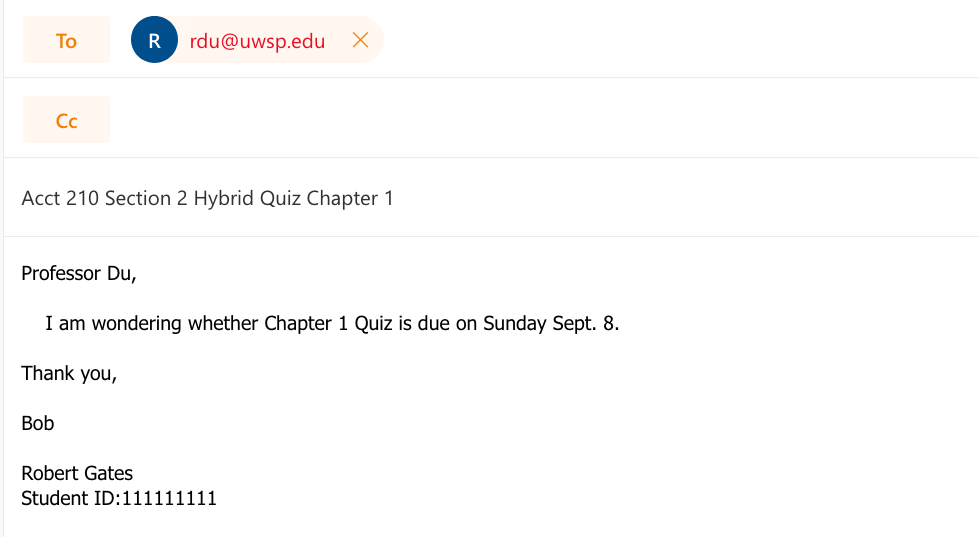 To R rdu@uwsp.edu
Cc
Acct 210 Section 2 Hybrid Quiz Chapter 1
Professor Du,
I am wondering whether Chapter 1 Quiz is due on Sunday Sept. 8.
Thank you,
Bob
Robert Gates
Student ID:111111111